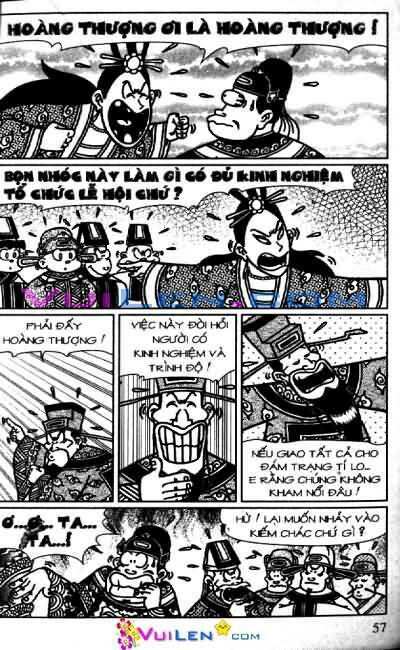 HOÀNG THƯỢNG ƠI LÀ HOÀNG THƯỢNG !
BỌN NHÓC NÀY LÀM GÌ CÓ ĐỦ KINH NGHIỆM
TỔ CHỨC LỄ HỘI CHỨ ?
VUILEN.COM
PHẢI ĐẤY
HOÀNG THƯỢNG !
VIỆC NÀY ĐÒI HỎI
NGƯỜI CÓ
KINH NGHIỆM VÀ
TRÌNH ĐỘ !
NẾU GIAO TẤT CẢ CHO
ĐÁM TRẠNG TÍ LO...
E RẰNG CHÚNG KHÔNG
KHAM NỔI ĐÂU !
Ơ...Ơ... TA...
TA...!
HỪ ! LẠI MUỐN NHẢY VÀO
KIẾM CHÁC CHỨ GÌ ?
57
VUILEN.COM